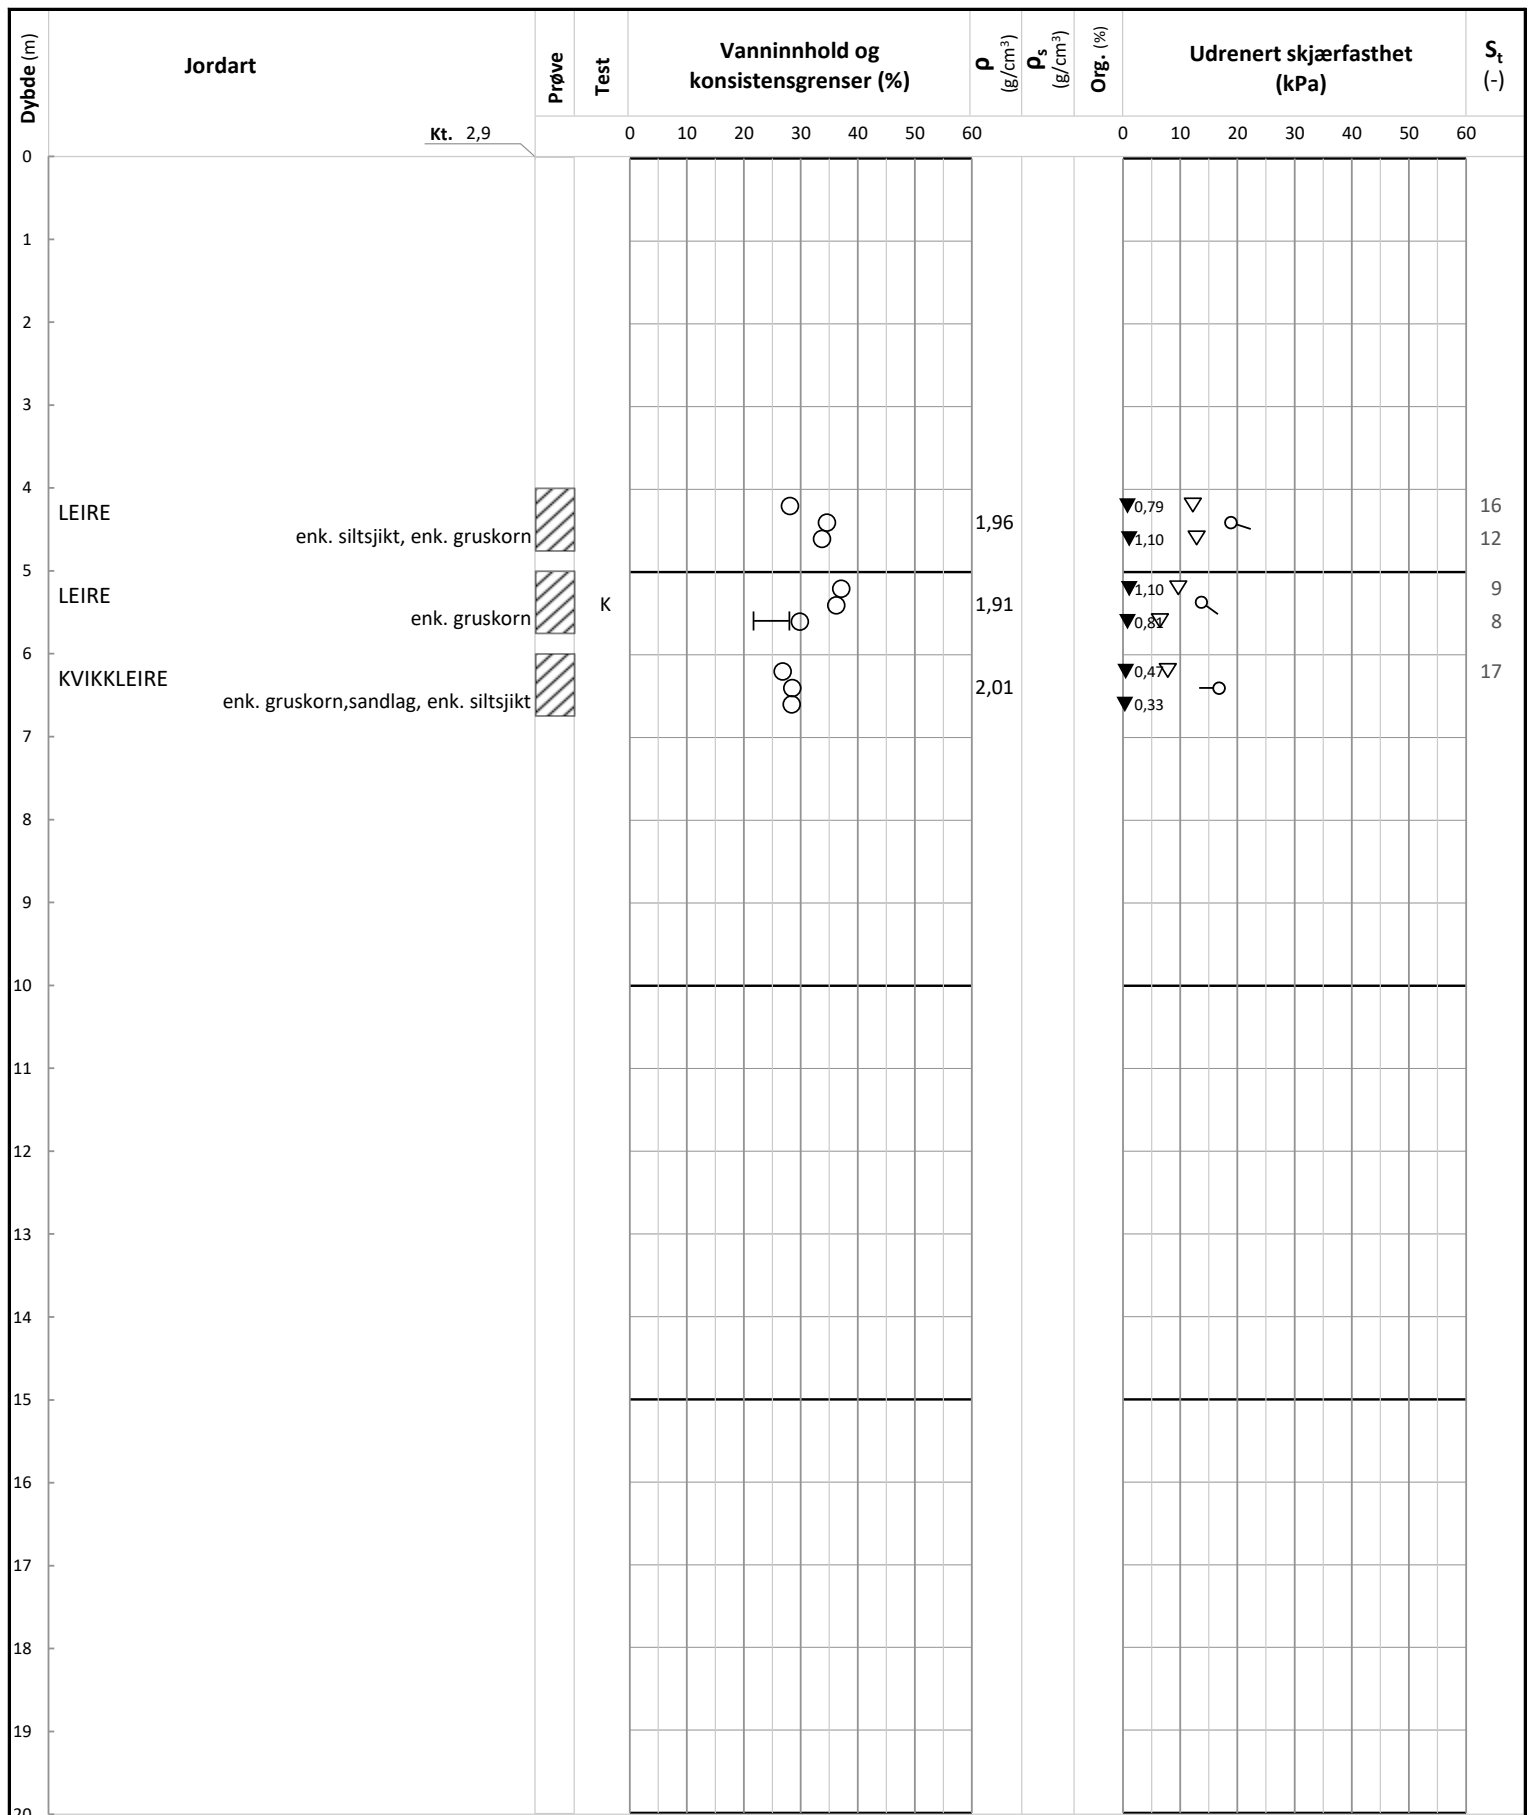 Dybde (m)
Jordart
Prøve
Test
Vanninnhold og
konsistensgrenser (%)
ρ
(g/cm³)
ρs
(g/cm³)
Org. (%)
Udrenert skjærfasthet
(kPa)
St
(-)
Kt. 2,9
0 10 20 30 40 50 60
0 10 20 30 40 50 60
0
1
2
3
4
LEIRE
enk. siltsjikt, enk. gruskorn
1,96
0,79
1,10
16
12
5
LEIRE
enk. gruskorn
K
1,91
1,10
0,81
9
8
6
KVIKKLEIRE
enk. gruskorn,sandlag, enk. siltsjikt
2,01
0,47
0,33
17
7
8
9
10
11
12
13
14
15
16
17
18
19
20